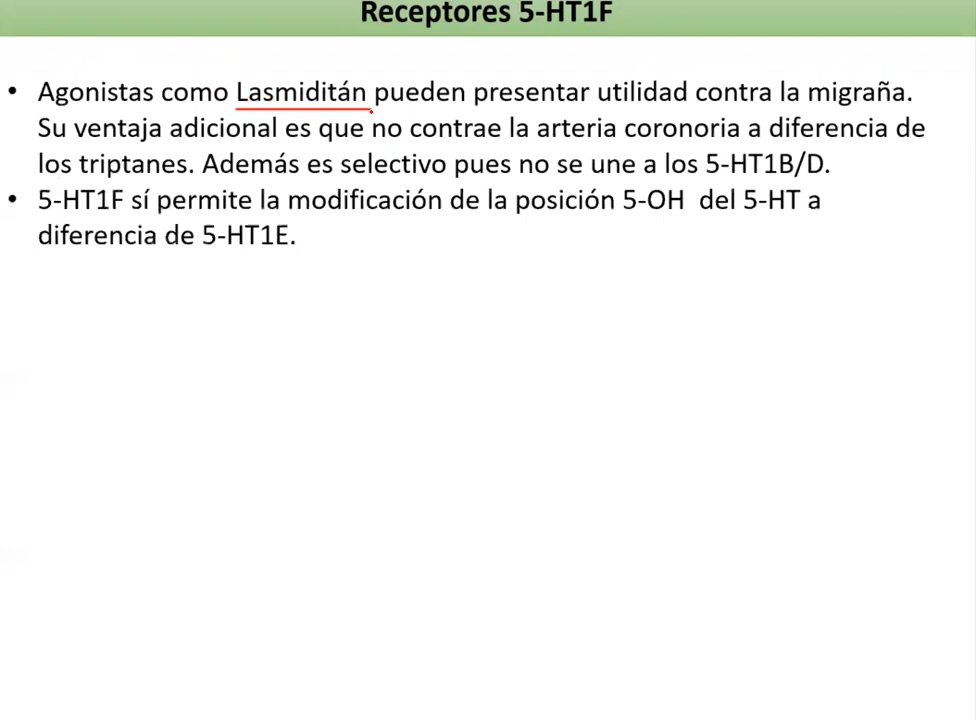 Receptores 5-HT1F
• Agonistas como Lasmiditán pueden presentar utilidad contra la migraña.
Su ventaja adicional es que no contrae la arteria coronoria a diferencia de
los triptanes. Además es selectivo pues no se une a los 5-HT1B/D.
• 5-HT1F sí permite la modificación de la posición 5-OH  del 5-HT a
diferencia de 5-HT1E.